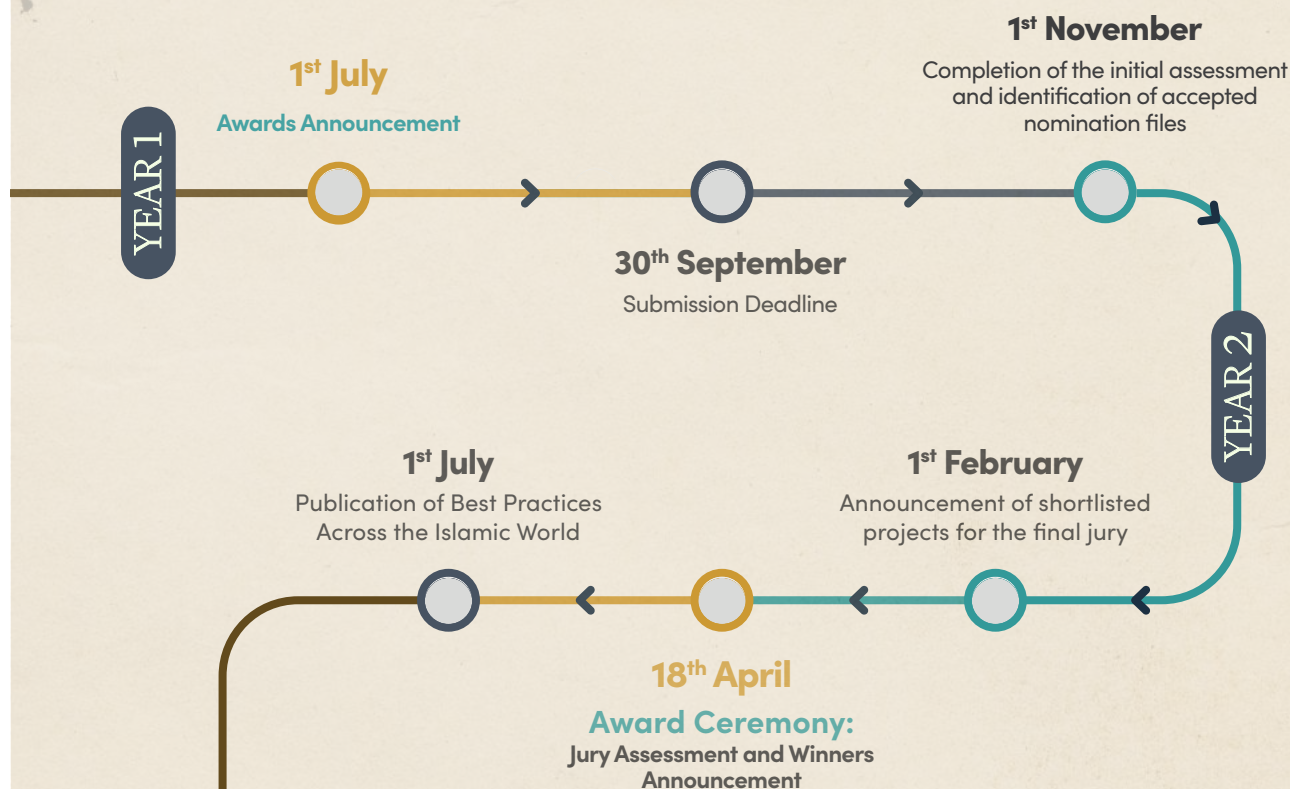 YEAR 1
1st July
Awards Announcement
30th September
Submission Deadline
1st November
Completion of the initial assessment
and identification of accepted
nomination files
YEAR 2
1st February
Announcement of shortlisted
projects for the final jury
18th April
Award Ceremony:
Jury Assessment and Winners
Announcement
1st July
Publication of Best Practices
Across the Islamic World